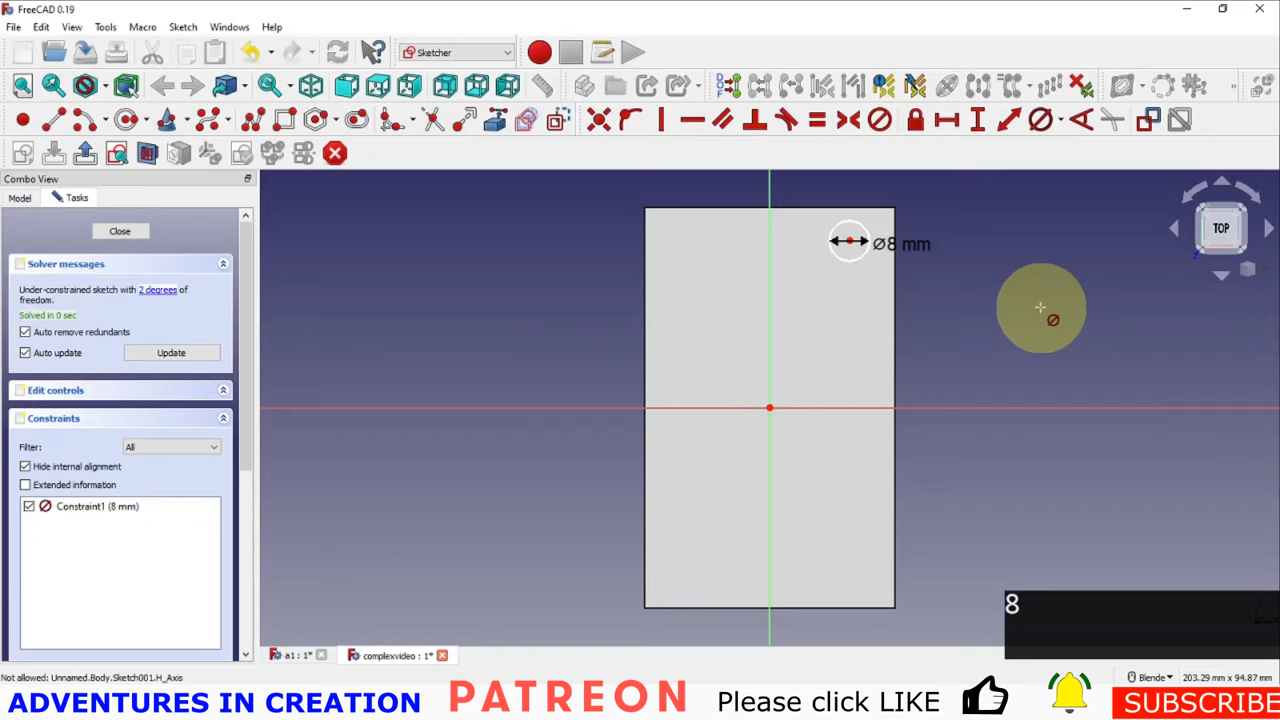 FreeCAD 0.19
File Edit View Tools Macro Sketch Windows Help
Sketcher
Combo View
Model Tasks
Close
Solver messages
Under-constrained sketch with 2 degrees of
freedom.
Solved in 0 sec
Auto remove redundants
Auto update Update
Edit controls
Constraints
Filter: All
Hide internal alignment
Extended information
Constraint1 (8 mm)
⌀8 mm
TOP
8
a1 : 1* complexvideo : 1*
Not allowed: Unnamed.Body.Sketch001.H_Axis
Blende 203.29 mm x 94.87 mm
ADVENTURES IN CREATION PATREON Please click LIKE SUBSCRIBE